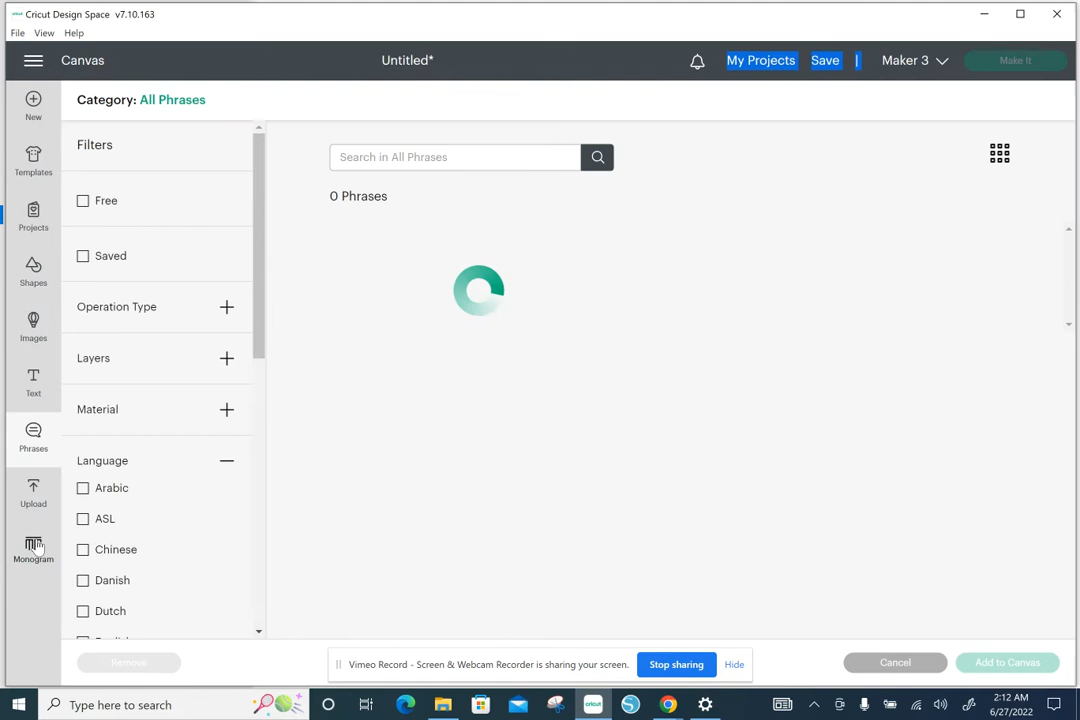 cricut Cricut Design Space v7.10.163
File View Help
Canvas Untitled* My Projects Save | Maker 3 Make It
New
Templates
Projects
Shapes
Images
Text
Phrases
Upload
Monogram
Category: All Phrases
Filters
Free
Saved
Operation Type
Layers
Material
Language
Arabic
ASL
Chinese
Danish
Dutch
Search in All Phrases
0 Phrases
Remove
Vimeo Record - Screen & Webcam Recorder is sharing your screen. Stop sharing Hide
Cancel Add to Canvas
Type here to search
cricut
2:12 AM
6/27/2022